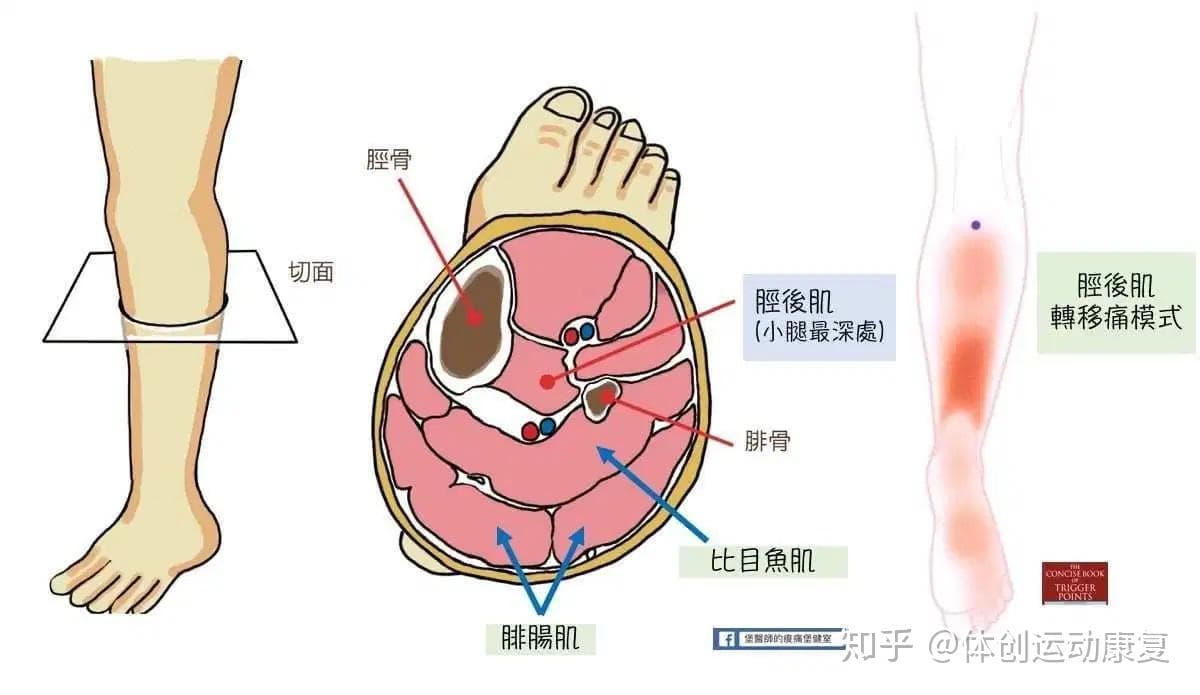 脛骨
切面
脛後肌
(小腿最深處)
腓骨
比目魚肌
腓腸肌
脛後肌
轉移痛模式
THE
CONCISE BOOK
OF
TRIGGER
POINTS
f 堡醫師的痠痛堡健室
知乎 @体创运动康复